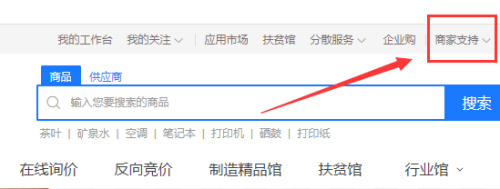 我的工作台 我的关注 应用市场 扶贫馆 分散服务 企业购 商家支持
商品 供应商
输入您要搜索的商品 搜索
茶叶 | 矿泉水 | 空调 | 笔记本 | 打印机 | 硒鼓 | 打印纸
在线询价 反向竞价 制造精品馆 扶贫馆 行业馆